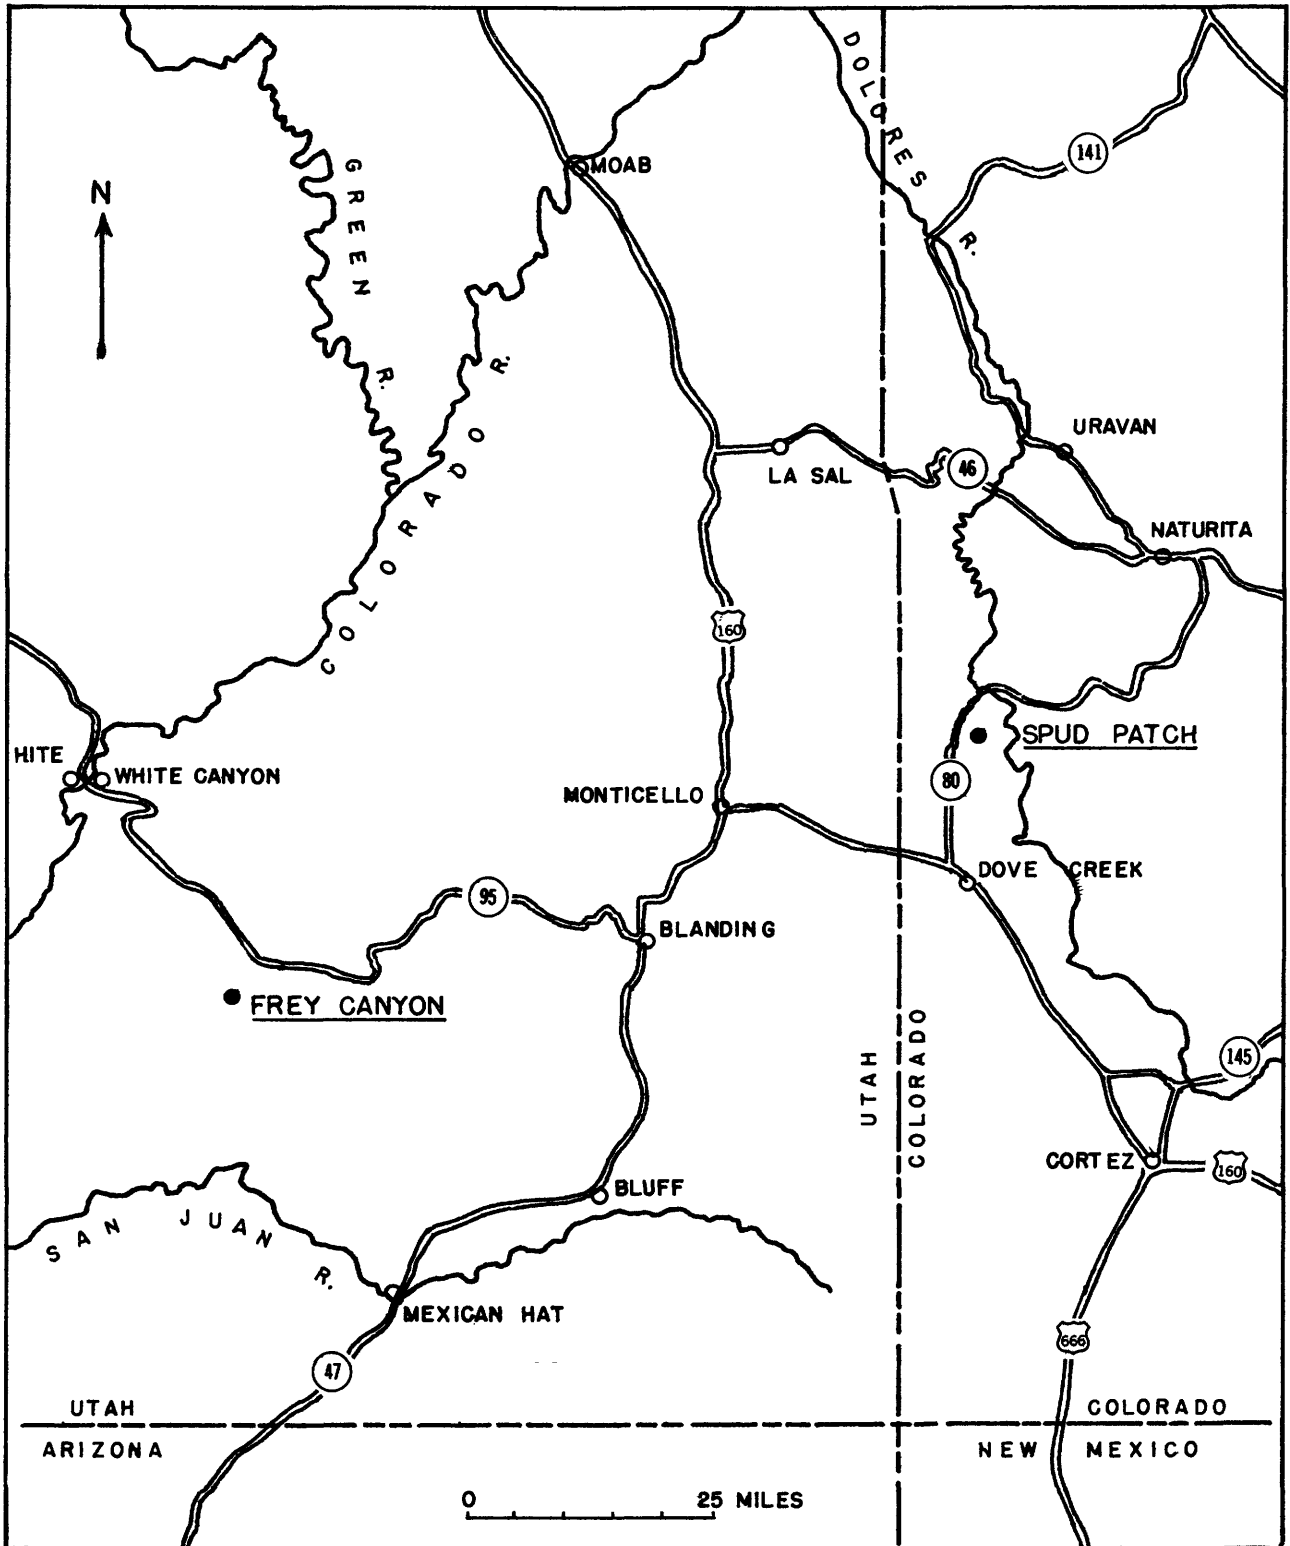 DOLORES R.
141
MOAB
N
GREEN R.
COLORADO R.
URAVAN
LA SAL
46
NATURITA
160
HITE
WHITE CANYON
SPUD PATCH
80
MONTICELLO
DOVE CREEK
95
BLANDING
FREY CANYON
UTAH
COLORADO
145
CORTEZ
160
BLUFF
SAN JUAN R.
MEXICAN HAT
666
47
UTAH
COLORADO
ARIZONA
NEW MEXICO
0 25 MILES